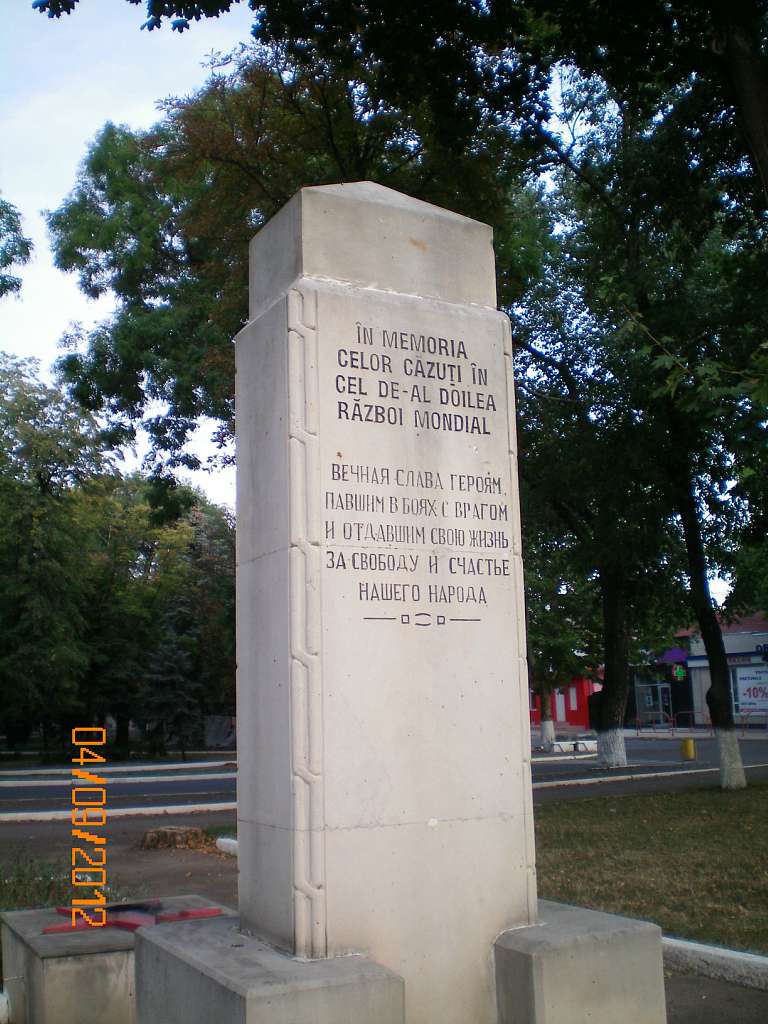 ÎN MEMORIA
CELOR CĂZUȚI ÎN
CEL DE-AL DOILEA
RĂZBOI MONDIAL
ВЕЧНАЯ СЛАВА ГЕРОЯМ,
ПАВШИМ В БОЯХ С ВРАГОМ
И ОТДАВШИМ СВОЮ ЖИЗНЬ
ЗА СВОБОДУ И СЧАСТЬЕ
НАШЕГО НАРОДА
-10%
04/09/2012